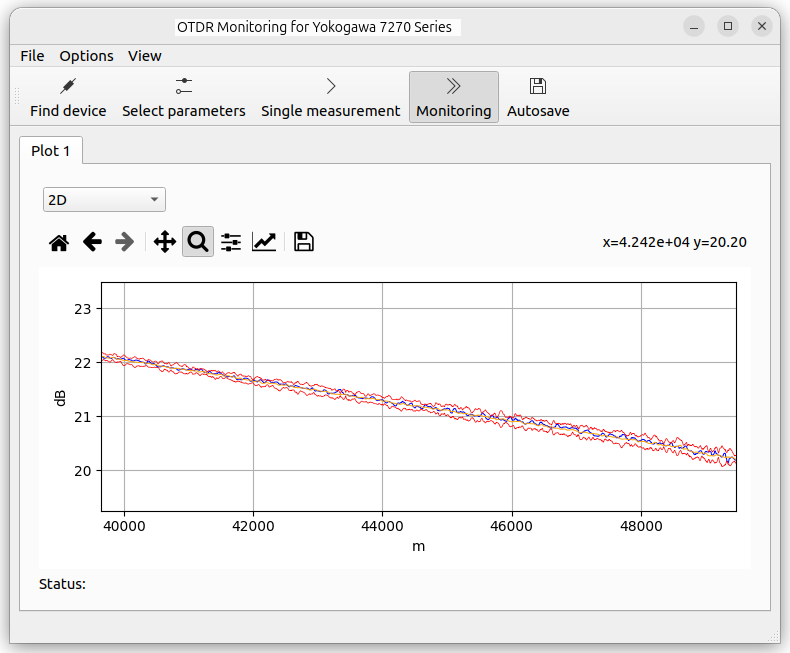 OTDR Monitoring for Yokogawa 7270 Series
File Options View
Find device Select parameters Single measurement Monitoring Autosave
Plot 1
2D
x=4.242e+04 y=20.20
23
22
21
20
dB
40000 42000 44000 46000 48000
m
Status: